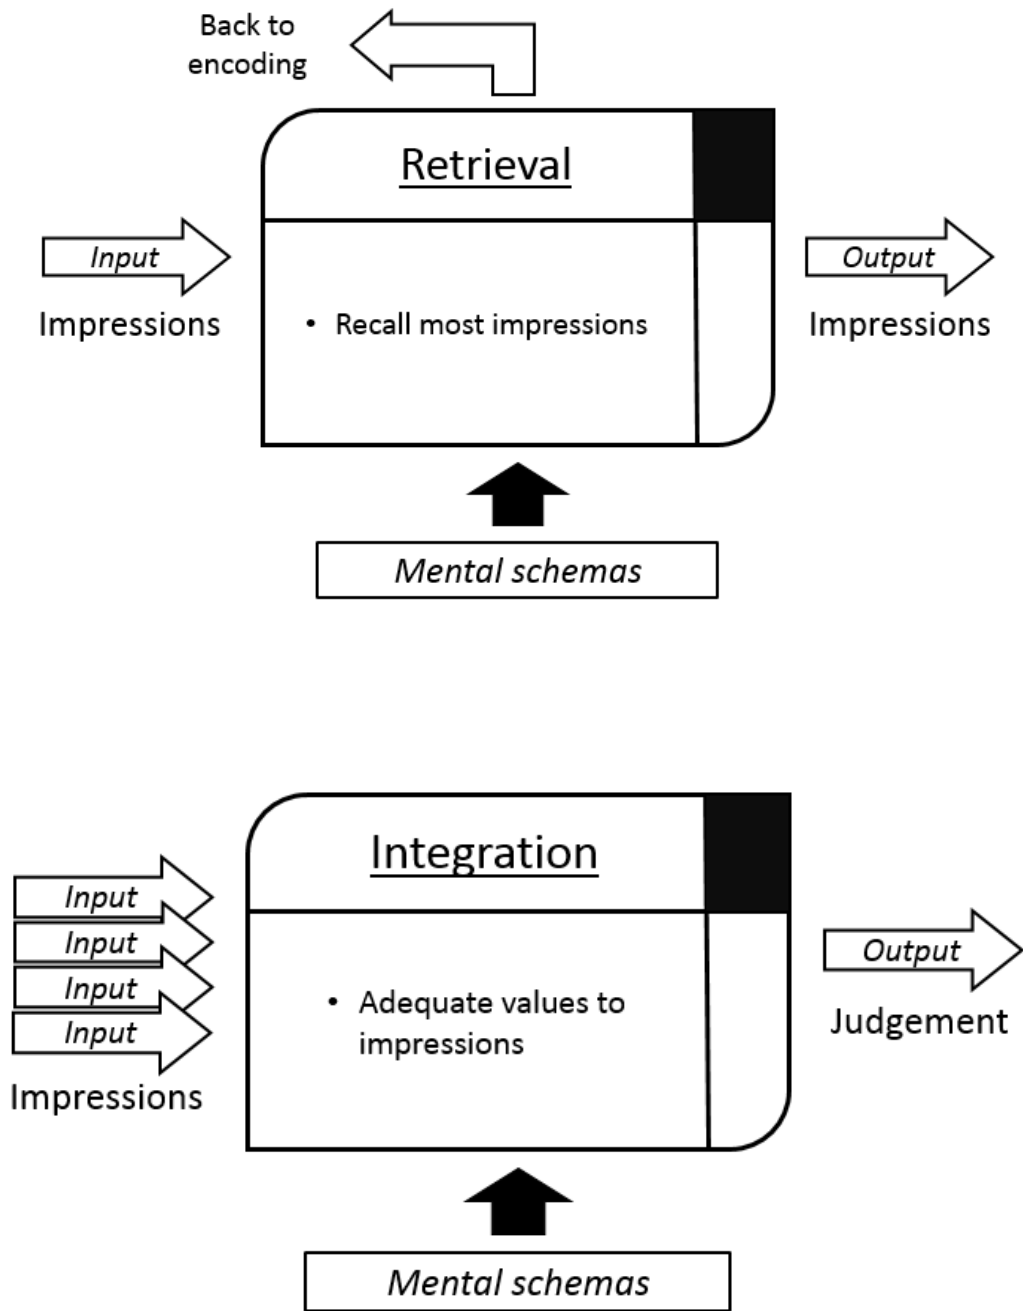 Back to
encoding
Retrieval
Input
Output
Impressions
• Recall most impressions
Impressions
Mental schemas
Integration
Input
Input
Input
Input
Output
• Adequate values to
impressions
Judgement
Impressions
Mental schemas